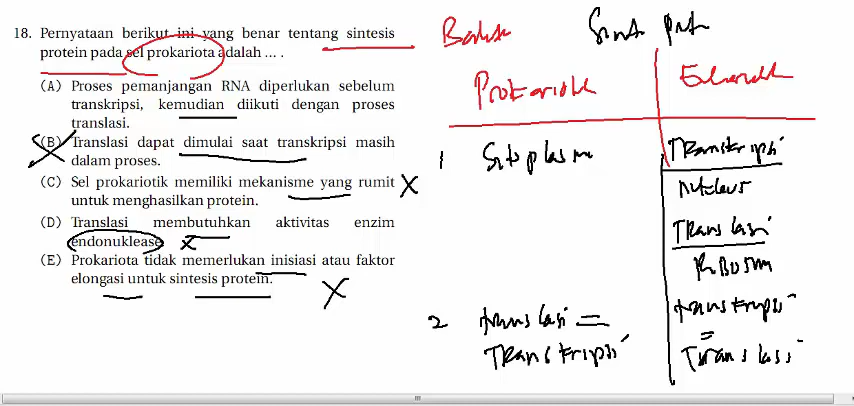 18. Pernyataan berikut ini yang benar tentang sintesis
protein pada sel prokariota adalah ... .
(A) Proses pemanjangan RNA diperlukan sebelum
transkripsi, kemudian diikuti dengan proses
translasi.
(B) Translasi dapat dimulai saat transkripsi masih
dalam proses.
(C) Sel prokariotik memiliki mekanisme yang rumit
untuk menghasilkan protein.
(D) Translasi membutuhkan aktivitas enzim
endonuklease.
(E) Prokariota tidak memerlukan inisiasi atau faktor
elongasi untuk sintesis protein.
Sint
Prokariotik
1 Sitoplasma
Transkripsi
Translasi
2 translasi =
Transkripsi
transkripsi
=
Translasi